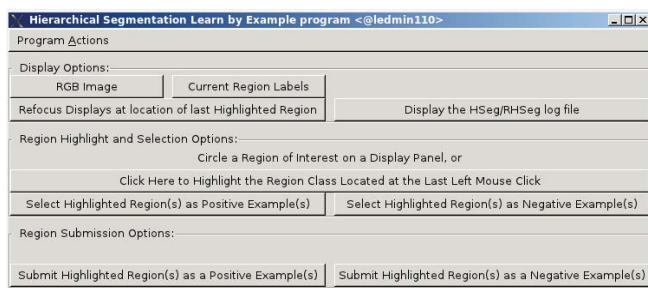 Hierarchical Segmentation Learn by Example program <@ledmin110>
Program Actions
Display Options:
RGB Image Current Region Labels
Refocus Displays at location of last Highlighted Region Display the HSeg/RHSeg log file
Region Highlight and Selection Options:
Circle a Region of Interest on a Display Panel, or
Click Here to Highlight the Region Class Located at the Last Left Mouse Click
Select Highlighted Region(s) as Positive Example(s) Select Highlighted Region(s) as Negative Example(s)
Region Submission Options:
Submit Highlighted Region(s) as a Positive Example(s) Submit Highlighted Region(s) as a Negative Example(s)